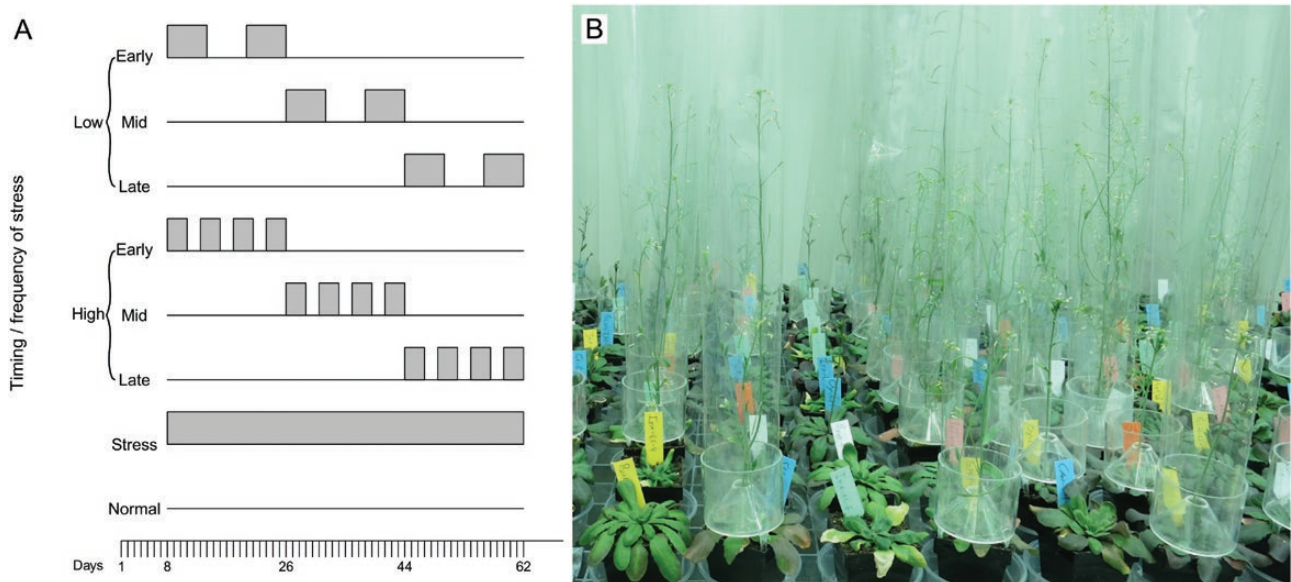 A
Timing / frequency of stress
Low
Early
Mid
Late
High
Early
Mid
Late
Stress
Normal
Days 1 8 26 44 62
B